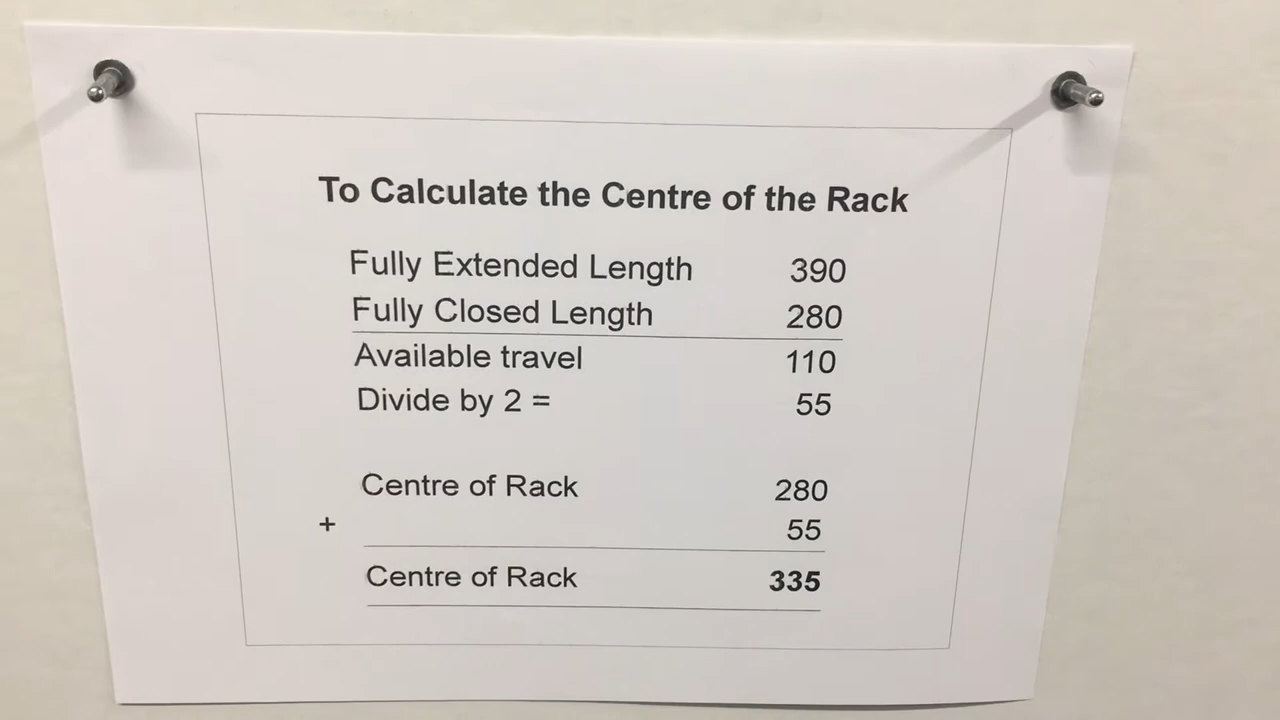 To Calculate the Centre of the Rack
Fully Extended Length 390
Fully Closed Length 280
Available travel 110
Divide by 2 = 55
Centre of Rack 280
+ 55
Centre of Rack 335